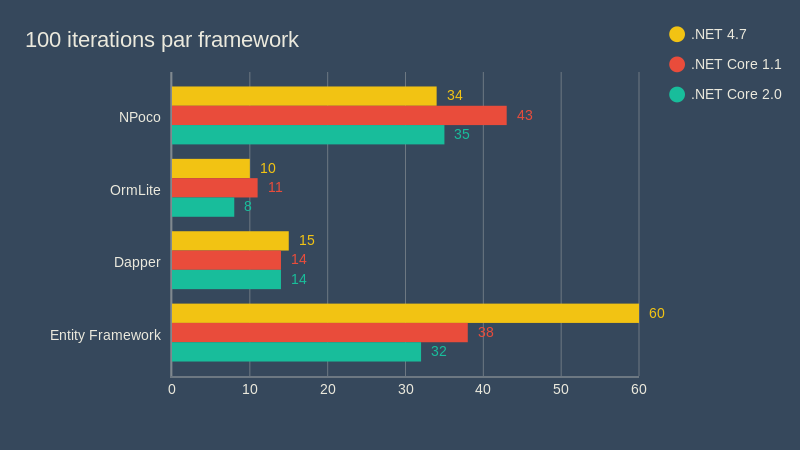 100 iterations par framework
.NET 4.7
.NET Core 1.1
.NET Core 2.0
NPoco
34
43
35
OrmLite
10
11
8
Dapper
15
14
14
Entity Framework
60
38
32
0 10 20 30 40 50 60